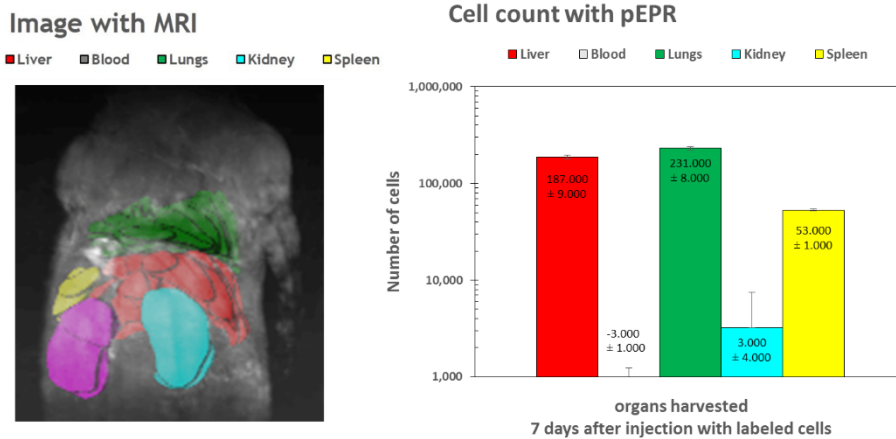 Image with MRI
Liver Blood Lungs Kidney Spleen
Cell count with pEPR
Liver Blood Lungs Kidney Spleen
Number of cells
1,000,000
100,000
10,000
1,000
187.000
± 9.000
-3.000
± 1.000
231.000
± 8.000
3.000
± 4.000
53.000
± 1.000
organs harvested
7 days after injection with labeled cells